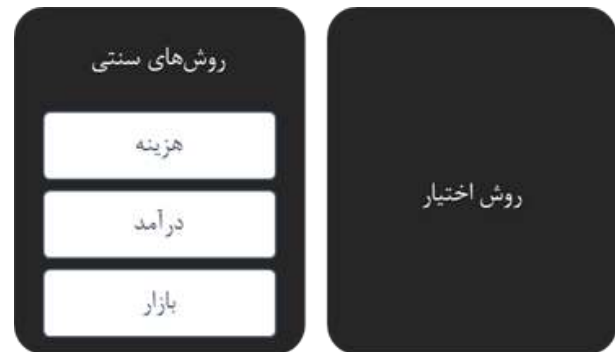 روش اختیار
روش‌های سنتی
هزینه
درآمد
بازار